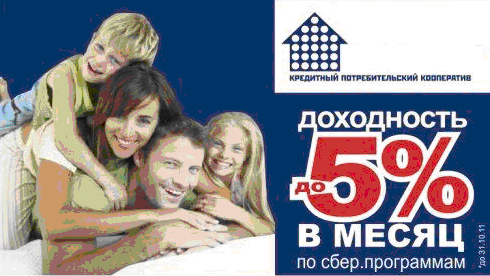 КРЕДИТНЫЙ ПОТРЕБИТЕЛЬСКИЙ КООПЕРАТИВ
ДОХОДНОСТЬ
до 5%
В МЕСЯЦ
по сбер.программам
*до 31.10.11